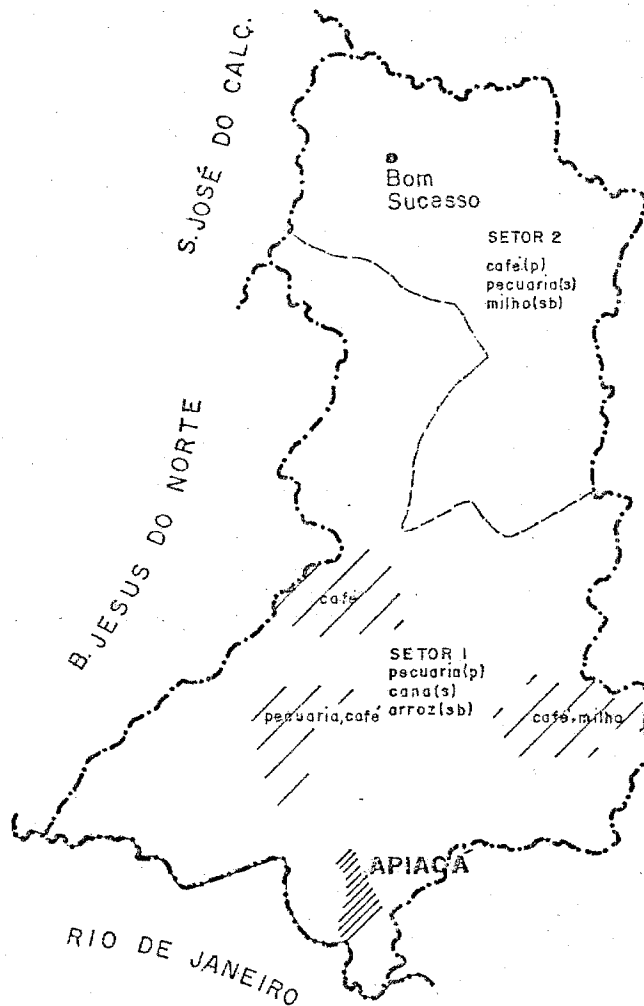 S. JOSÉ DO CALÇ.
Bom
Sucesso
SETOR 2
café(p)
pecuaria(s)
milho(sb)
B. JESUS DO NORTE
café
SETOR 1
pecuaria(p)
cana(s)
arroz(sb)
pecuaria, café
café, milho
APIACÁ
RIO DE JANEIRO